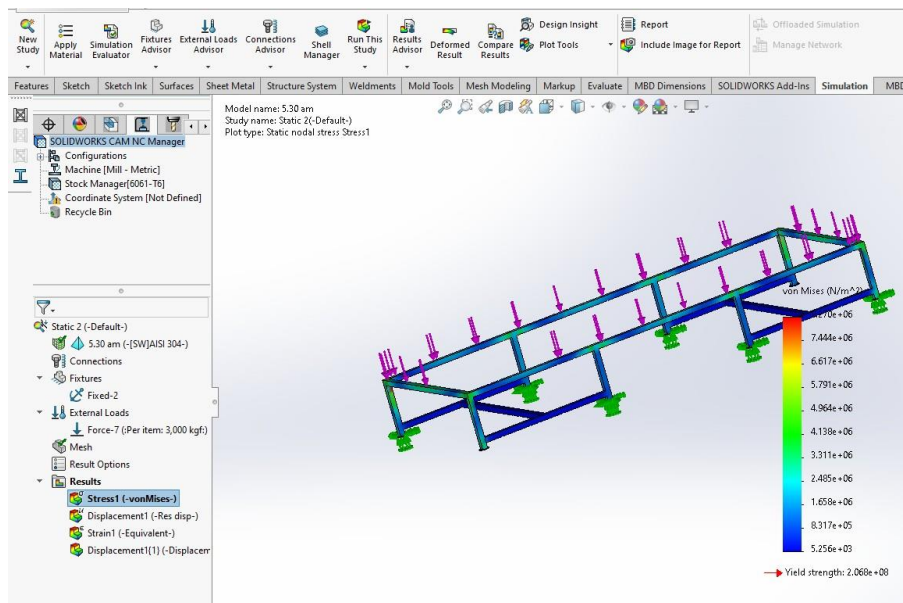 New Study
Apply Material
Simulation Evaluator
Fixtures Advisor
External Loads Advisor
Connections Advisor
Shell Manager
Run This Study
Results Advisor
Deformed Result
Compare Results
Design Insight
Plot Tools
Report
Include Image for Report
Offloaded Simulation
Manage Network
Features Sketch Sketch Ink Surfaces Sheet Metal Structure System Weldments Mold Tools Mesh Modeling Markup Evaluate MBD Dimensions SOLIDWORKS Add-Ins Simulation MBD
SOLIDWORKS CAM NC Manager
Configurations
Machine [Mill - Metric]
Stock Manager[6061-T6]
Coordinate System [Not Defined]
Recycle Bin
Static 2 (-Default-)
5.30 am (-[SW]AISI 304-)
Connections
Fixtures
Fixed-2
External Loads
Force-7 (:Per item: 3,000 kgf:)
Mesh
Result Options
Results
Stress1 (-vonMises-)
Displacement1 (-Res disp-)
Strain1 (-Equivalent-)
Displacement1{1} (-Displacem
Model name: 5.30 am
Study name: Static 2(-Default-)
Plot type: Static nodal stress Stress1
von Mises (N/m^2)
7.444e+06
6.617e+06
5.791e+06
4.964e+06
4.138e+06
3.311e+06
2.485e+06
1.658e+06
8.317e+05
5.256e+03
Yield strength: 2.068e+08